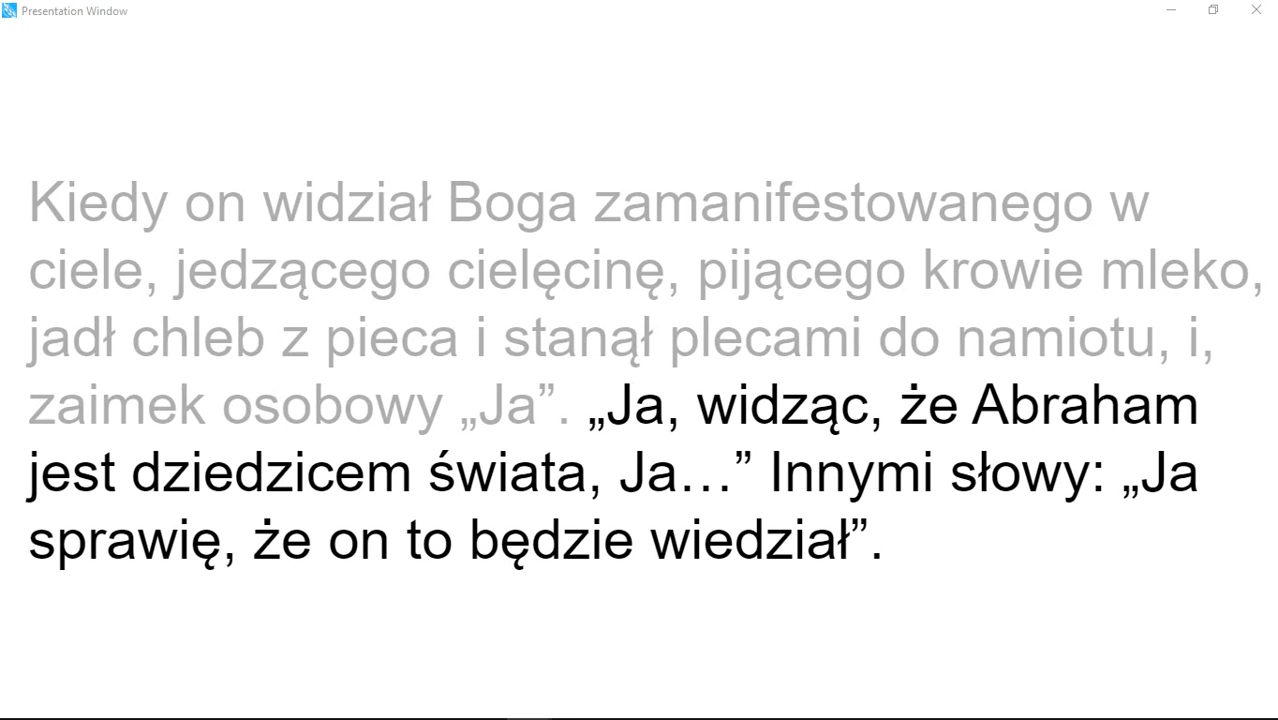 Presentation Window
Kiedy on widział Boga zamanifestowanego w
ciele, jedzącego cielęcinę, pijącego krowie mleko,
jadł chleb z pieca i stanął plecami do namiotu, i,
zaimek osobowy „Ja”. „Ja, widząc, że Abraham
jest dziedzicem świata, Ja…” Innymi słowy: „Ja
sprawię, że on to będzie wiedział”.